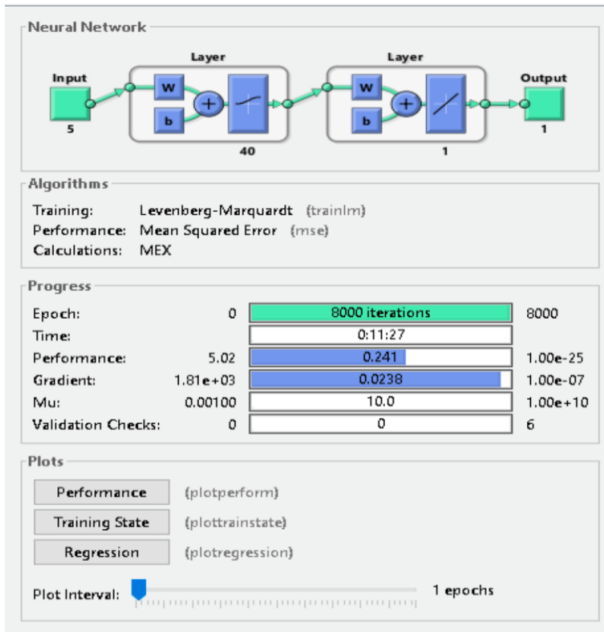 Neural Network
Layer Layer
Input Output
W W
b b
5 1
40 1
Algorithms
Training: Levenberg-Marquardt (trainlm)
Performance: Mean Squared Error (mse)
Calculations: MEX
Progress
Epoch: 0 8000 iterations 8000
Time: 0:11:27
Performance: 5.02 0.241 1.00e-25
Gradient: 1.81e+03 0.0238 1.00e-07
Mu: 0.00100 10.0 1.00e+10
Validation Checks: 0 0 6
Plots
Performance (plotperform)
Training State (plottrainstate)
Regression (plotregression)
Plot Interval: 1 epochs